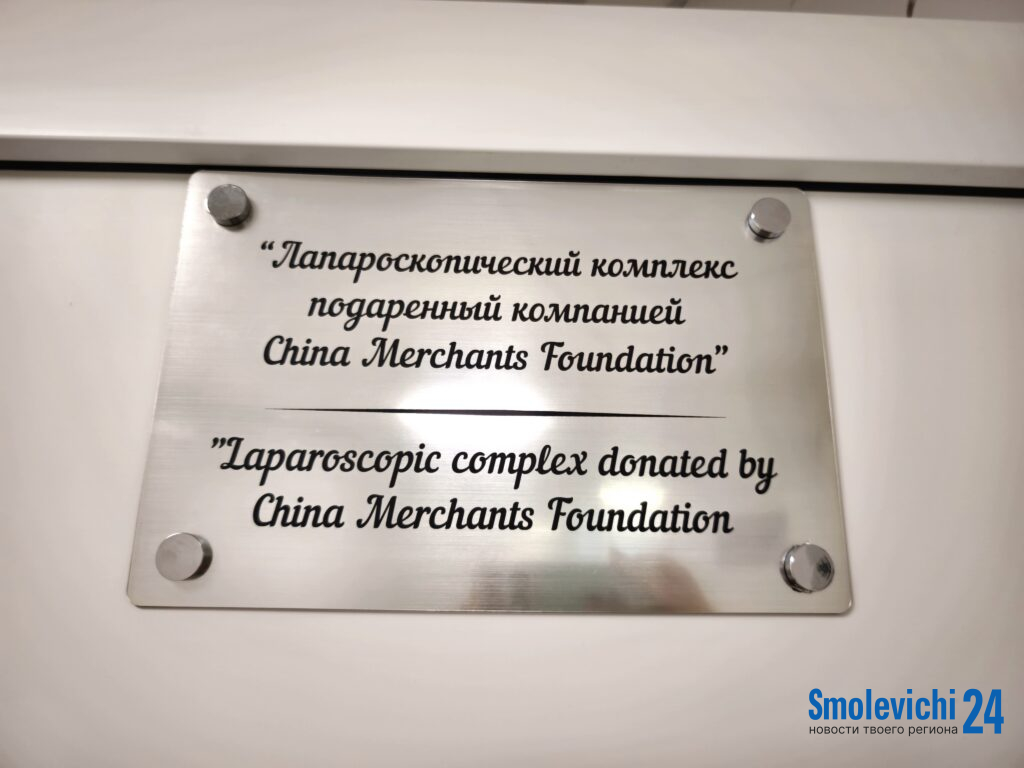 “Лапароскопический комплекс
подаренный компанией
China Merchants Foundation”
”Laparoscopic complex donated by
China Merchants Foundation
Smolevichi 24
новости твоего региона